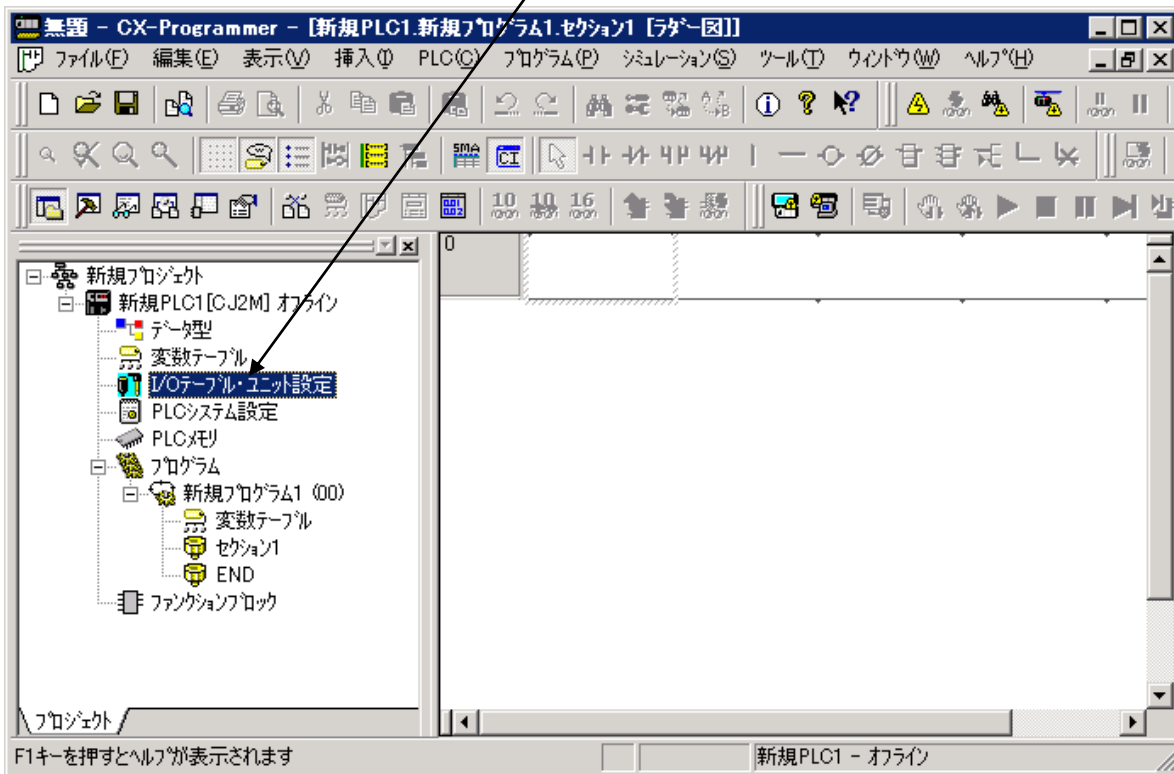 無題 - CX-Programmer - [新規PLC1.新規ﾌﾟﾛｸﾞﾗﾑ1.ｾｸｼｮﾝ1 [ﾗﾀﾞｰ図]]
ﾌｧｲﾙ(F) 編集(E) 表示(V) 挿入(I) PLC(C) ﾌﾟﾛｸﾞﾗﾑ(P) ｼﾐｭﾚｰｼｮﾝ(S) ﾂｰﾙ(T) ｳｨﾝﾄﾞｳ(W) ﾍﾙﾌﾟ(H)
SMA CI
10 10 16
0
新規ﾌﾟﾛｼﾞｪｸﾄ
新規PLC1[CJ2M] ｵﾌﾗｲﾝ
ﾃﾞｰﾀ型
変数ﾃｰﾌﾞﾙ
I/Oﾃｰﾌﾞﾙ・ﾕﾆｯﾄ設定
PLCｼｽﾃﾑ設定
PLCﾒﾓﾘ
ﾌﾟﾛｸﾞﾗﾑ
新規ﾌﾟﾛｸﾞﾗﾑ1 (00)
変数ﾃｰﾌﾞﾙ
ｾｸｼｮﾝ1
END
ﾌｧﾝｸｼｮﾝﾌﾞﾛｯｸ
ﾌﾟﾛｼﾞｪｸﾄ
F1ｷｰを押すとﾍﾙﾌﾟが表示されます
新規PLC1 - ｵﾌﾗｲﾝ